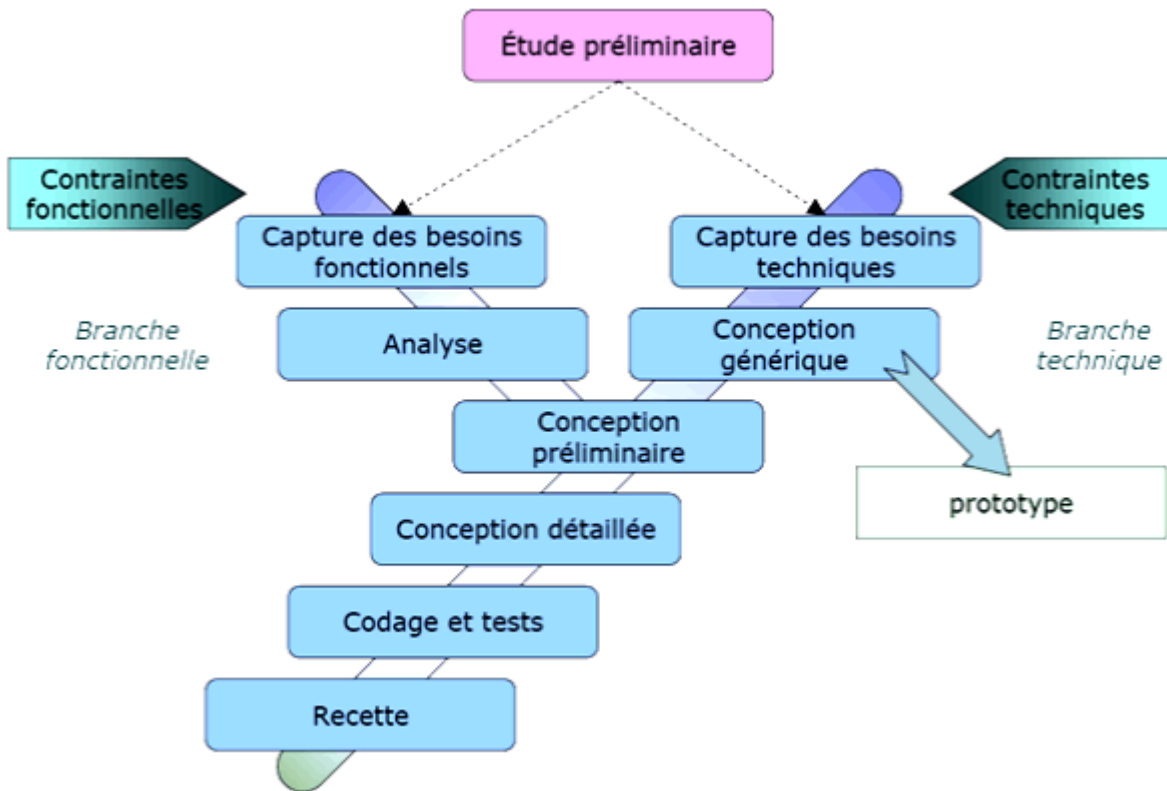 Étude préliminaire
Contraintes
fonctionnelles
Contraintes
techniques
Capture des besoins
fonctionnels
Capture des besoins
techniques
Branche
fonctionnelle
Analyse
Conception
générique
Branche
technique
Conception
préliminaire
prototype
Conception détaillée
Codage et tests
Recette